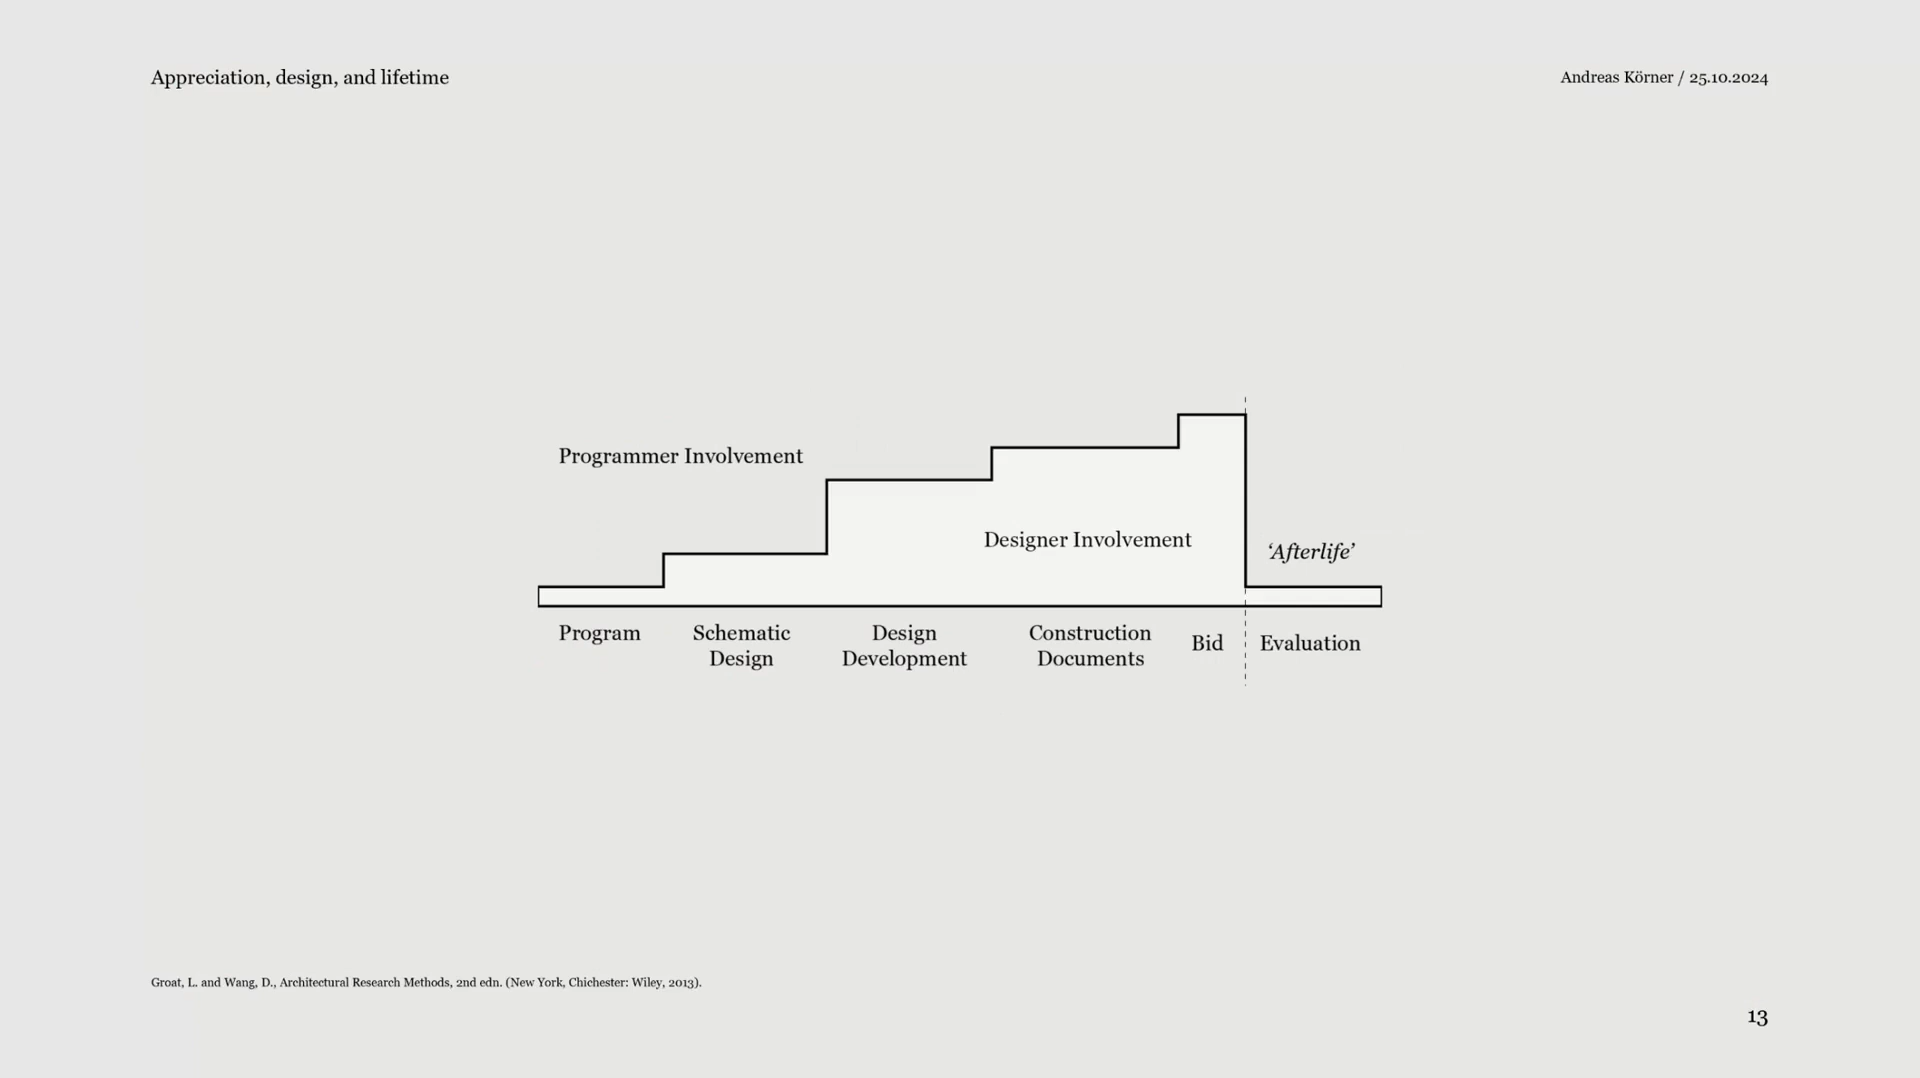 Appreciation, design, and lifetime
Andreas Körner / 25.10.2024
Programmer Involvement
Designer Involvement
‘Afterlife’
Program
Schematic
Design
Design
Development
Construction
Documents
Bid
Evaluation
Groat, L. and Wang, D., Architectural Research Methods, 2nd edn. (New York, Chichester: Wiley, 2013).
13